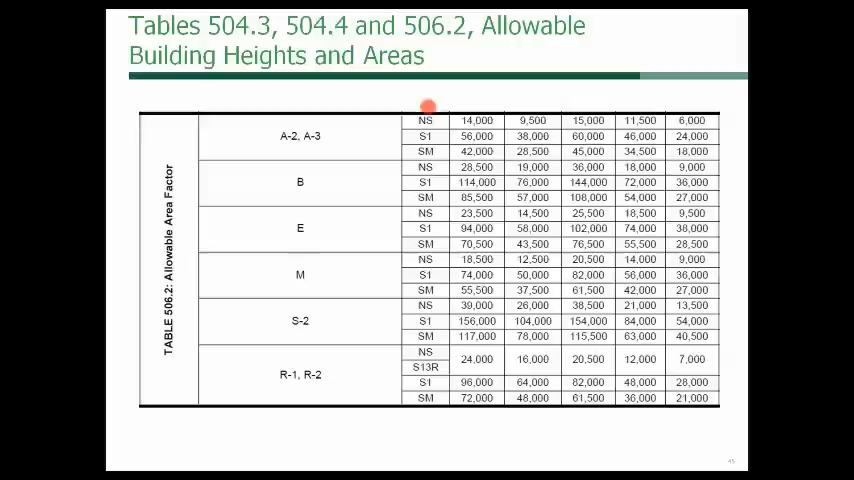 Tables 504.3, 504.4 and 506.2, Allowable
Building Heights and Areas
TABLE 506.2: Allowable Area Factor
A-2, A-3
NS 14,000 9,500 15,000 11,500 6,000
S1 56,000 38,000 60,000 46,000 24,000
SM 42,000 28,500 45,000 34,500 18,000
B
NS 28,500 19,000 36,000 18,000 9,000
S1 114,000 76,000 144,000 72,000 36,000
SM 85,500 57,000 108,000 54,000 27,000
E
NS 23,500 14,500 25,500 18,500 9,500
S1 94,000 58,000 102,000 74,000 38,000
SM 70,500 43,500 76,500 55,500 28,500
M
NS 18,500 12,500 20,500 14,000 9,000
S1 74,000 50,000 82,000 56,000 36,000
SM 55,500 37,500 61,500 42,000 27,000
S-2
NS 39,000 26,000 38,500 21,000 13,500
S1 156,000 104,000 154,000 84,000 54,000
SM 117,000 78,000 115,500 63,000 40,500
R-1, R-2
NS
24,000 16,000 20,500 12,000 7,000
S13R
S1 96,000 64,000 82,000 48,000 28,000
SM 72,000 48,000 61,500 36,000 21,000